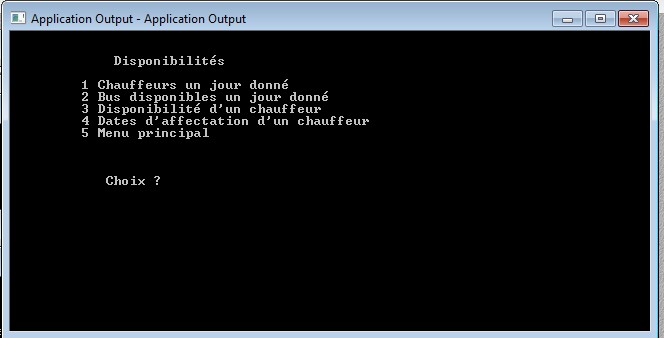 Application Output - Application Output
Disponibilités
1 Chauffeurs un jour donné
2 Bus disponibles un jour donné
3 Disponibilité d'un chauffeur
4 Dates d'affectation d'un chauffeur
5 Menu principal
Choix ?